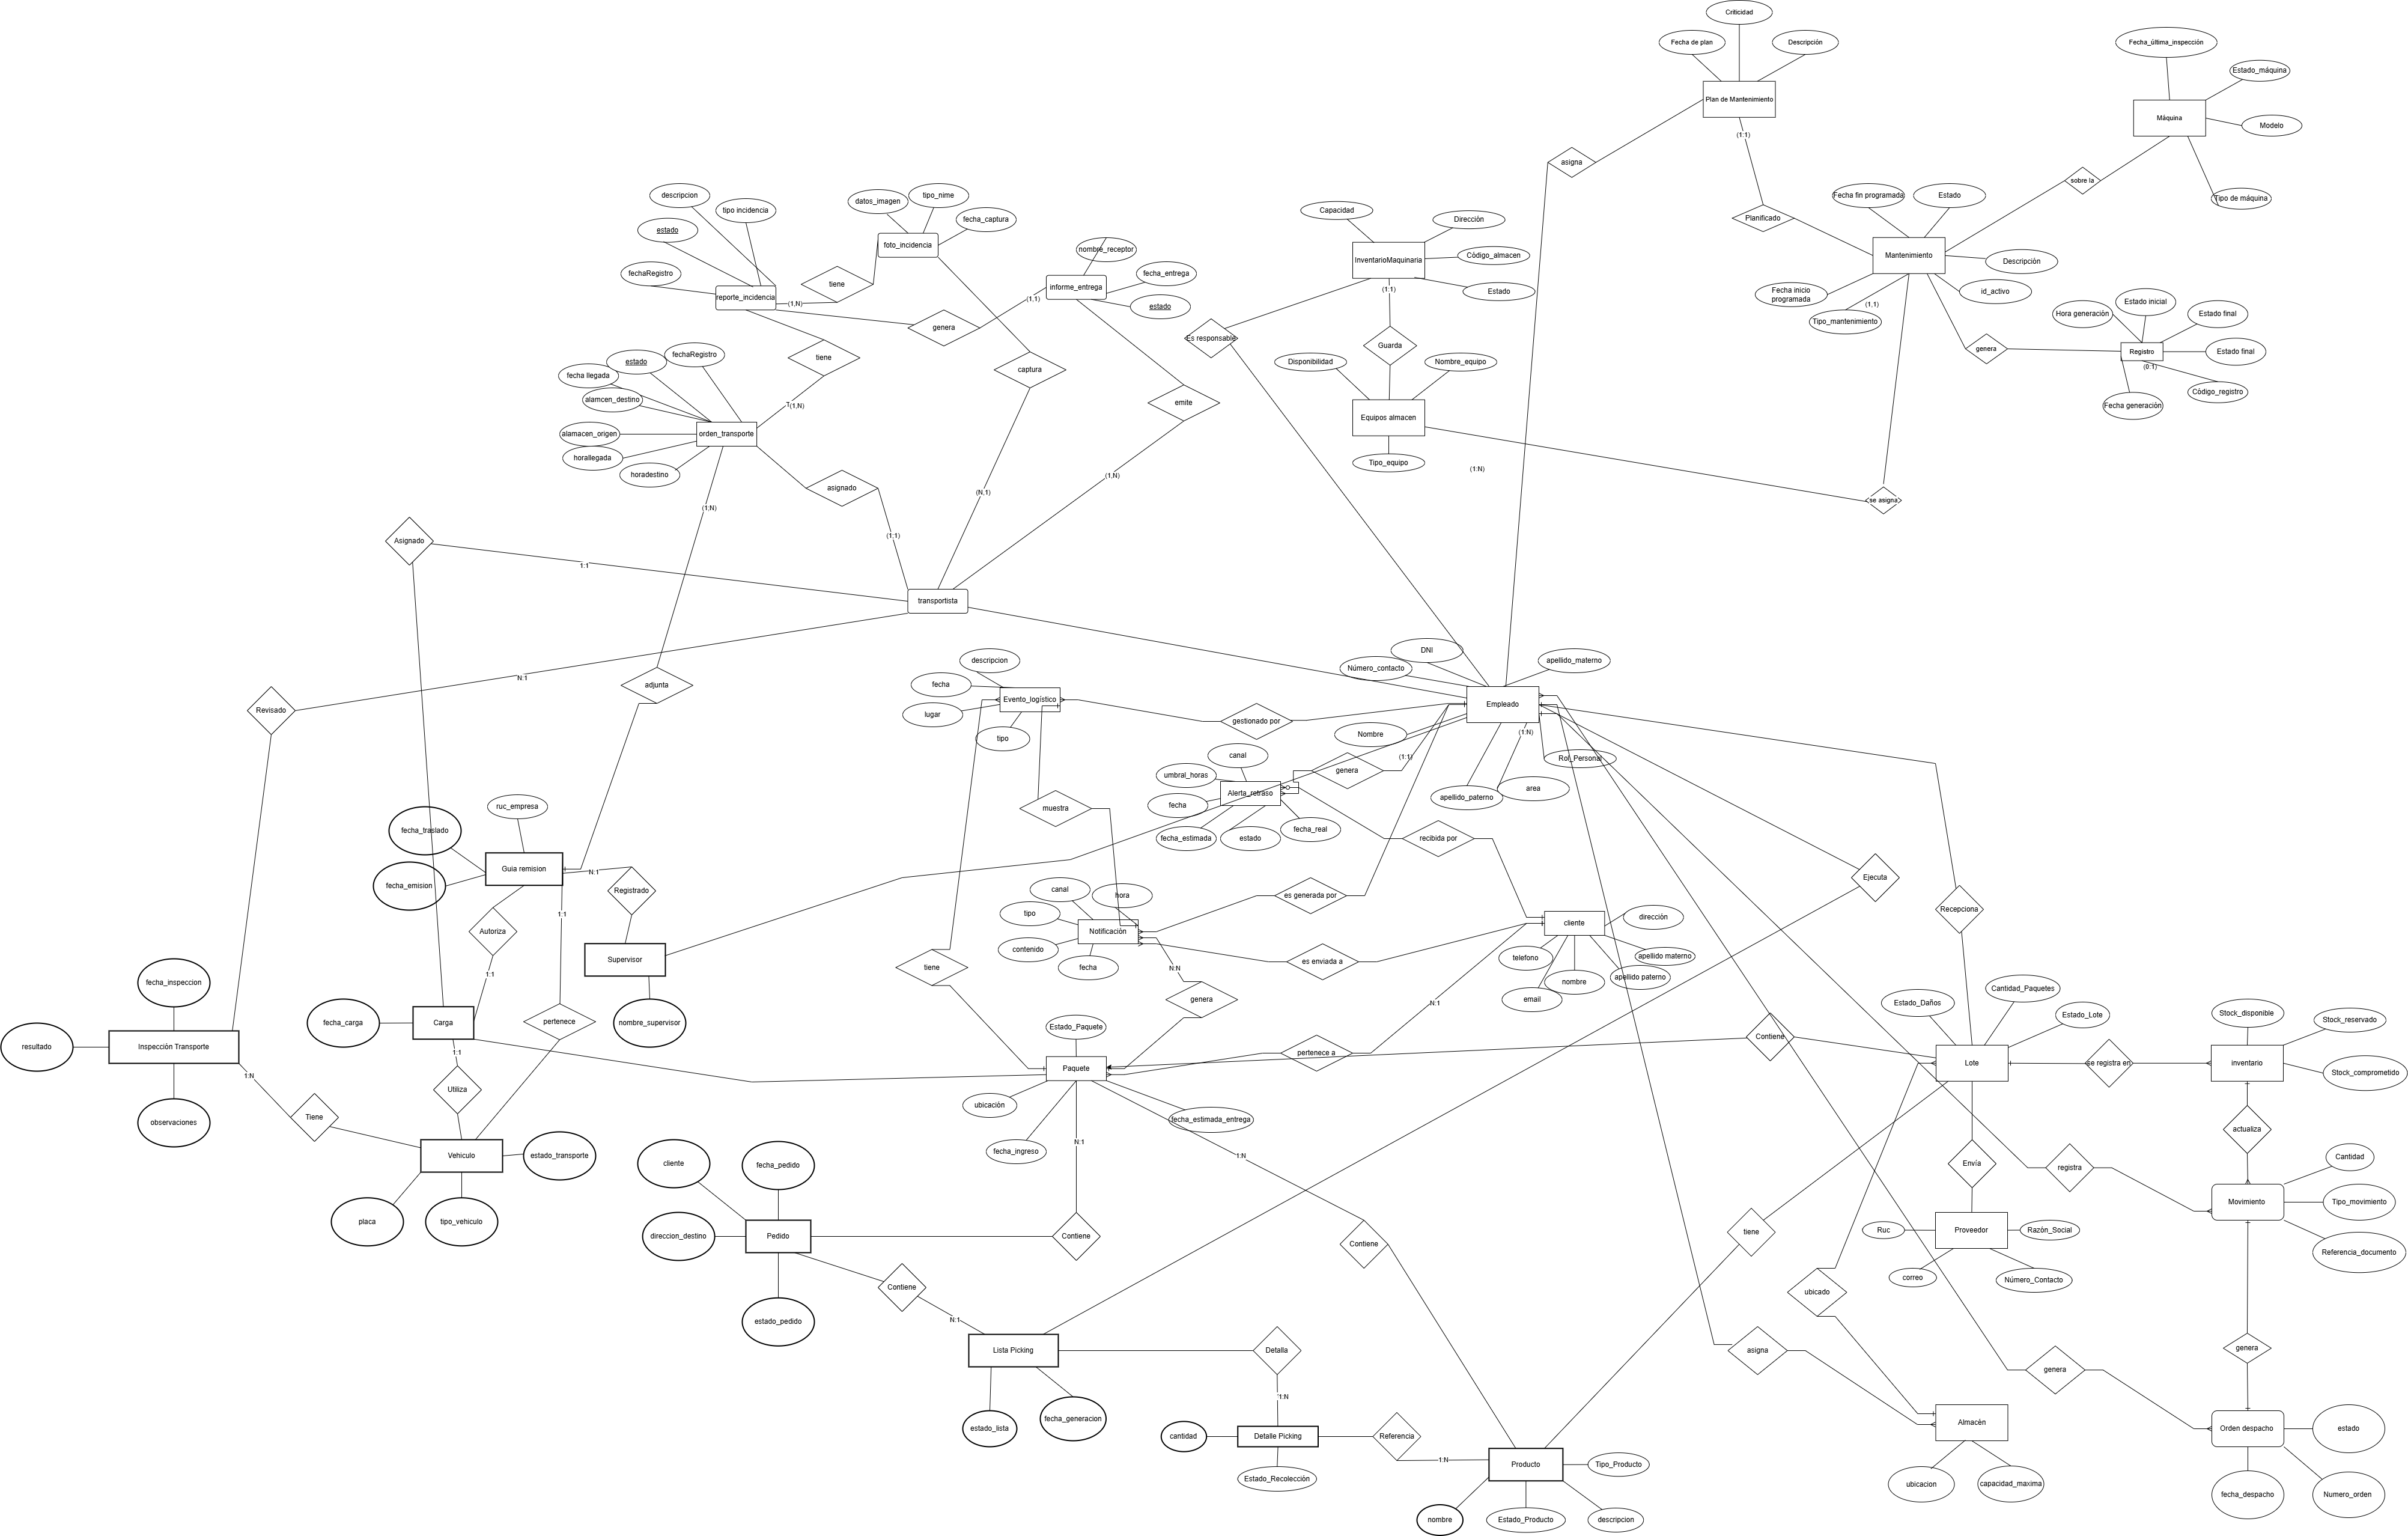 Criticidad
Fecha de plan
Descripción
Plan de Mantenimiento
(1:1)
asigna
Planificado
Fecha_última_inspección
Estado_máquina
Máquina
Modelo
Tipo de máquina
sobre la
Fecha fin programada
Estado
Mantenimiento
Descripción
id_activo
Fecha inicio
programada
(1,1)
Tipo_mantenimiento
Hora generación
Estado inicial
Estado final
genera
Registro
Estado final
(0:1)
Código_registro
Fecha generación
se asigna
descripcion
tipo incidencia
estado
fechaRegistro
reporte_incidencia
(1,N)
tiene
datos_imagen
tipo_nime
fecha_captura
foto_incidencia
nombre_receptor
fecha_entrega
informe_entrega
estado
(1,1)
genera
tiene
captura
emite
Capacidad
Dirección
InventarioMaquinaria
Código_almacen
Estado
(1:1)
Es responsable
Guarda
Disponibilidad
Nombre_equipo
Equipos almacen
Tipo_equipo
(1:N)
estado
fechaRegistro
fecha llegada
alamcen_destino
(1,N)
orden_transporte
alamacen_origen
horallegada
horadestino
asignado
(1;N)
(N,1)
(1,N)
(1:1)
Asignado
1:1
transportista
N:1
adjunta
Revisado
descripcion
fecha
Evento_logístico
lugar
tipo
gestionado por
DNI
Número_contacto
apellido_materno
Empleado
Nombre
(1:N)
(1:1)
Rol_Personal
apellido_paterno
area
canal
umbral_horas
genera
Alerta_retraso
fecha
fecha_estimada
estado
fecha_real
muestra
recibida por
Ejecuta
Recepciona
ruc_empresa
fecha_traslado
Guia remision
N:1
fecha_emision
Registrado
1:1
Autoriza
Supervisor
1:1
nombre_supervisor
canal
hora
tipo
Notificación
contenido
fecha
es generada por
es enviada a
cliente
dirección
telefono
apellido materno
apellido paterno
nombre
email
N:N
tiene
genera
N:1
fecha_inspeccion
fecha_carga
Carga
pertenece
resultado
Inspección Transporte
1:1
1:N
Utiliza
observaciones
Tiene
Vehiculo
estado_transporte
placa
tipo_vehiculo
Estado_Paquete
Paquete
pertenece a
Contiene
ubicación
fecha_estimada_entrega
fecha_ingreso
N:1
1:N
Estado_Daños
Cantidad_Paquetes
Estado_Lote
Lote
se registra en
Stock_disponible
Stock_reservado
inventario
Stock_comprometido
actualiza
Envía
registra
Cantidad
Movimiento
Tipo_movimiento
Referencia_documento
Ruc
Proveedor
Razón_Social
correo
Número_Contacto
cliente
fecha_pedido
direccion_destino
Pedido
Contiene
Contiene
tiene
Contiene
estado_pedido
N:1
ubicado
Lista Picking
Detalla
asigna
genera
genera
1:N
estado_lista
fecha_generacion
cantidad
Detalle Picking
Referencia
Estado_Recolección
1:N
Producto
Tipo_Producto
nombre
Estado_Producto
descripcion
Almacén
ubicacion
capacidad_maxima
Orden despacho
estado
fecha_despacho
Numero_orden